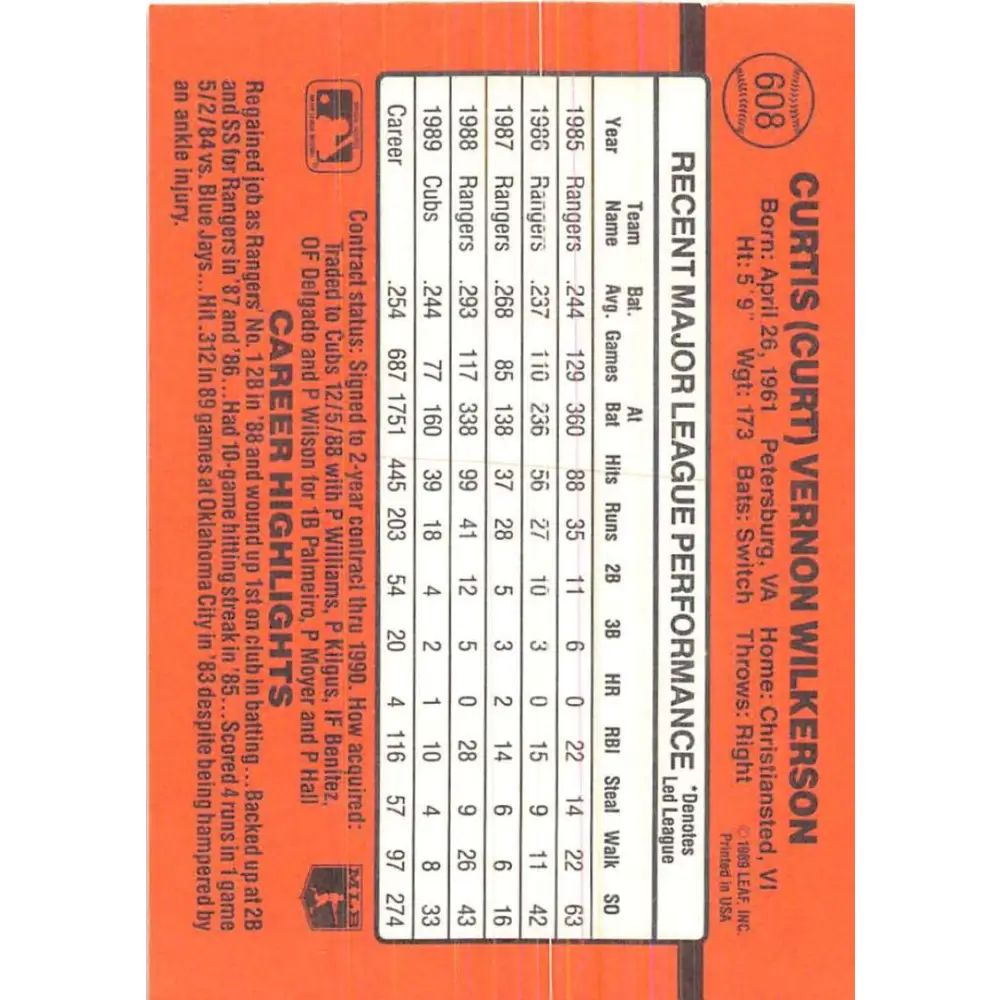 608
CURTIS (CURT) VERNON WILKERSON
Born: April 26, 1961 Petersburg, VA Home: Christiansted, VI
Ht: 5' 9" Wgt: 173 Bats: Switch Throws: Right
©1989 LEAF, INC.
Printed in USA
RECENT MAJOR LEAGUE PERFORMANCE
*Denotes
Led League
Year Team Name Bat. Avg. Games At Bat Hits Runs 2B 3B HR RBI Steal Walk SO
1985 Rangers .244 129 360 88 35 11 6 0 22 14 22 63
1986 Rangers .237 110 236 56 27 10 3 0 15 9 11 42
1987 Rangers .268 85 138 37 28 5 3 2 14 6 6 16
1988 Rangers .293 117 338 99 41 12 5 0 28 9 26 43
1989 Cubs .244 77 160 39 18 4 2 1 10 4 8 33
Career .254 687 1751 445 203 54 20 4 116 57 97 274
Contract status: Signed to 2-year contract thru 1990. How acquired:
Traded to Cubs 12/5/88 with P Williams, P Kilgus, IF Benitez,
OF Delgado and P Wilson for 1B Palmeiro, P Moyer and P Hall
MLB
CAREER HIGHLIGHTS
Regained job as Rangers' No. 1 2B in '88 and wound up 1st on club in batting...Backed up at 2B
and SS for Rangers in '87 and '86...Had 10-game hitting streak in '85...Scored 4 runs in 1 game
5/2/84 vs. Blue Jays...Hit .312 in 89 games at Oklahoma City in '83 despite being hampered by
an ankle injury.